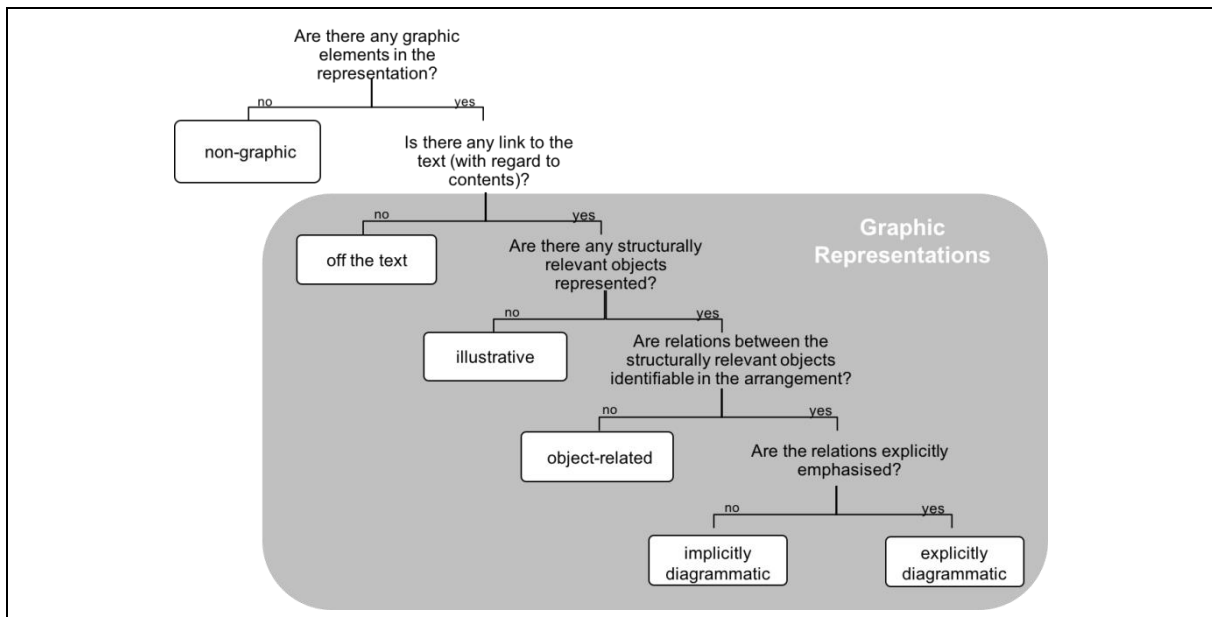 Are there any graphic
elements in the
representation?
no
yes
non-graphic
Is there any link to the
text (with regard to
contents)?
no
yes
Graphic
Representations
off the text
Are there any structurally
relevant objects
represented?
no
yes
illustrative
Are relations between the
structurally relevant objects
identifiable in the arrangement?
no
yes
object-related
Are the relations explicitly
emphasised?
no
yes
implicitly
diagrammatic
explicitly
diagrammatic